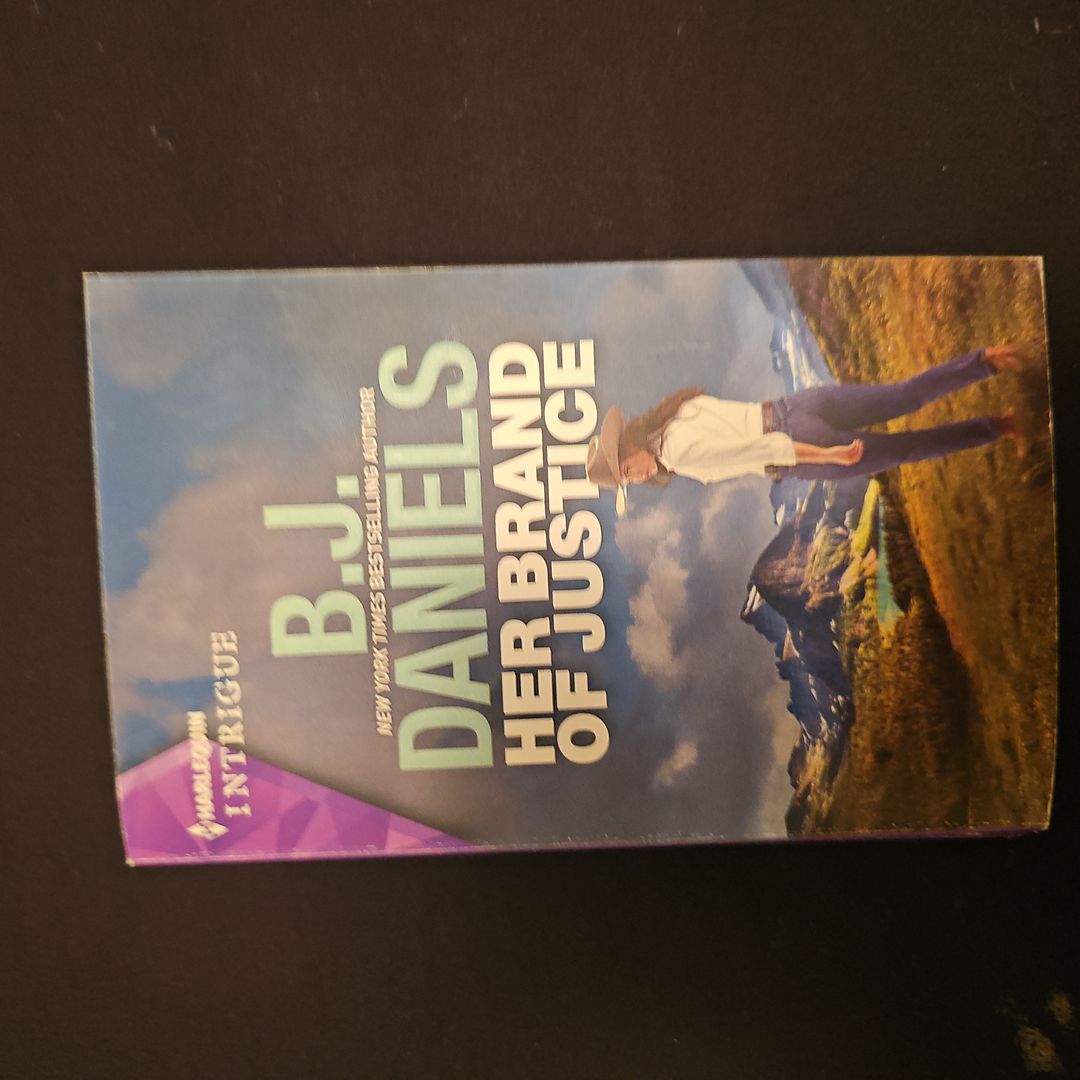 HARLEQUIN
INTRIGUE
B.J.
NEW YORK TIMES BESTSELLING AUTHOR
DANIELS
HER BRAND
OF JUSTICE